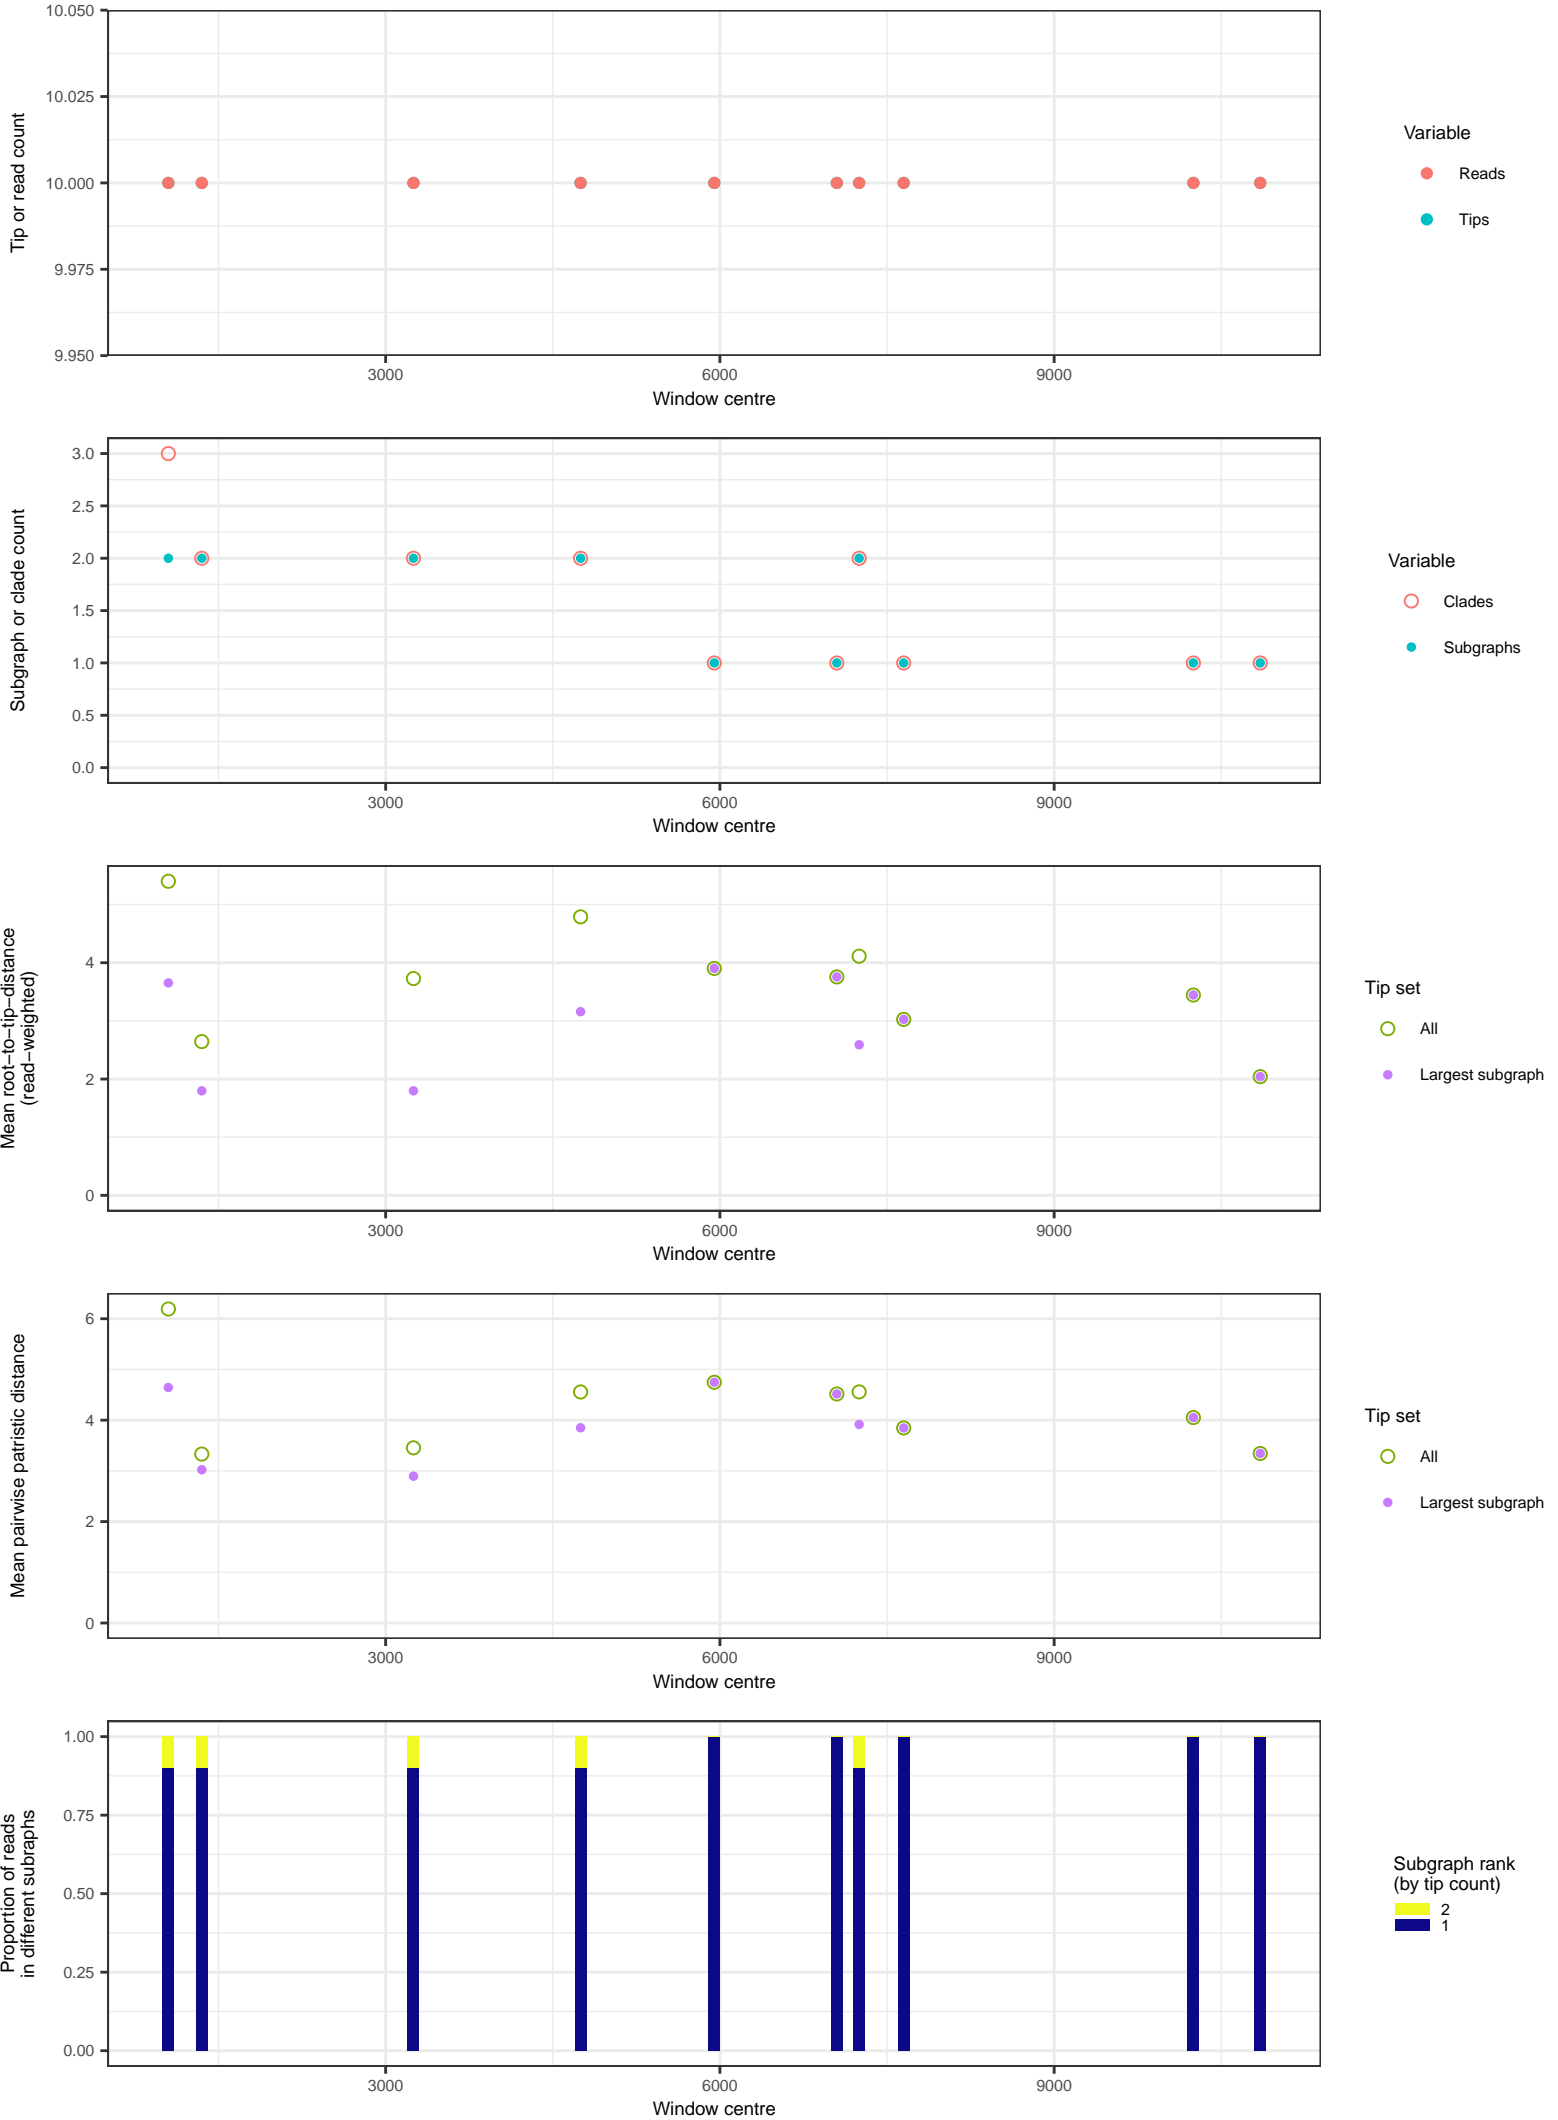 10.050
10.025
10.000
9.975
9.950
Tip or read count
3000
6000
9000
Window centre
Variable
Reads
Tips
3.0
2.5
2.0
1.5
1.0
0.5
0.0
Subgraph or clade count
3000
6000
9000
Window centre
Variable
Clades
Subgraphs
4
2
0
Mean root−to−tip−distance
(read−weighted)
3000
6000
9000
Window centre
Tip set
All
Largest subgraph
6
4
2
0
Mean pairwise patristic distance
3000
6000
9000
Window centre
Tip set
All
Largest subgraph
1.00
0.75
0.50
0.25
0.00
Proportion of reads
in different subraphs
3000
6000
9000
Window centre
Subgraph rank
(by tip count)
2
1